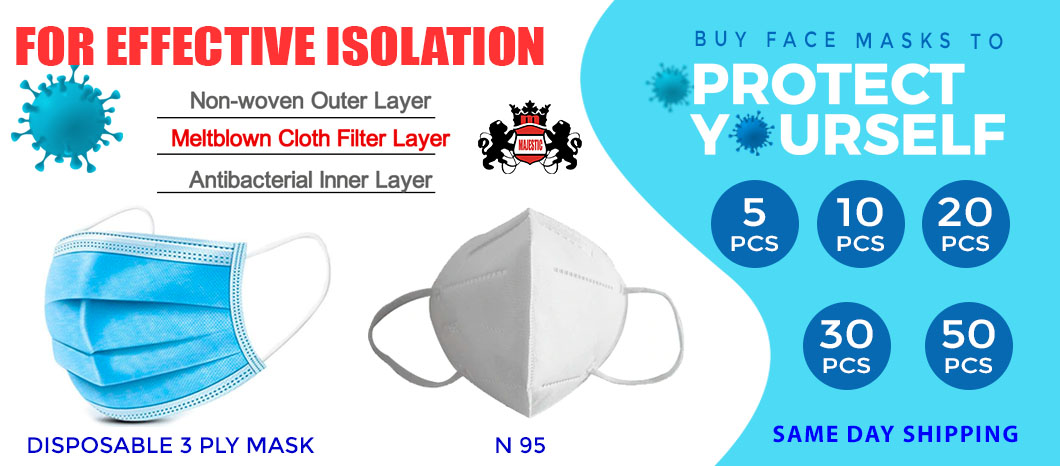 FOR EFFECTIVE ISOLATION
Non-woven Outer Layer
Meltblown Cloth Filter Layer
Antibacterial Inner Layer
MAJESTIC
DISPOSABLE 3 PLY MASK
N 95
BUY FACE MASKS TO
PROTECT
YOURSELF
5
PCS
10
PCS
20
PCS
30
PCS
50
PCS
SAME DAY SHIPPING